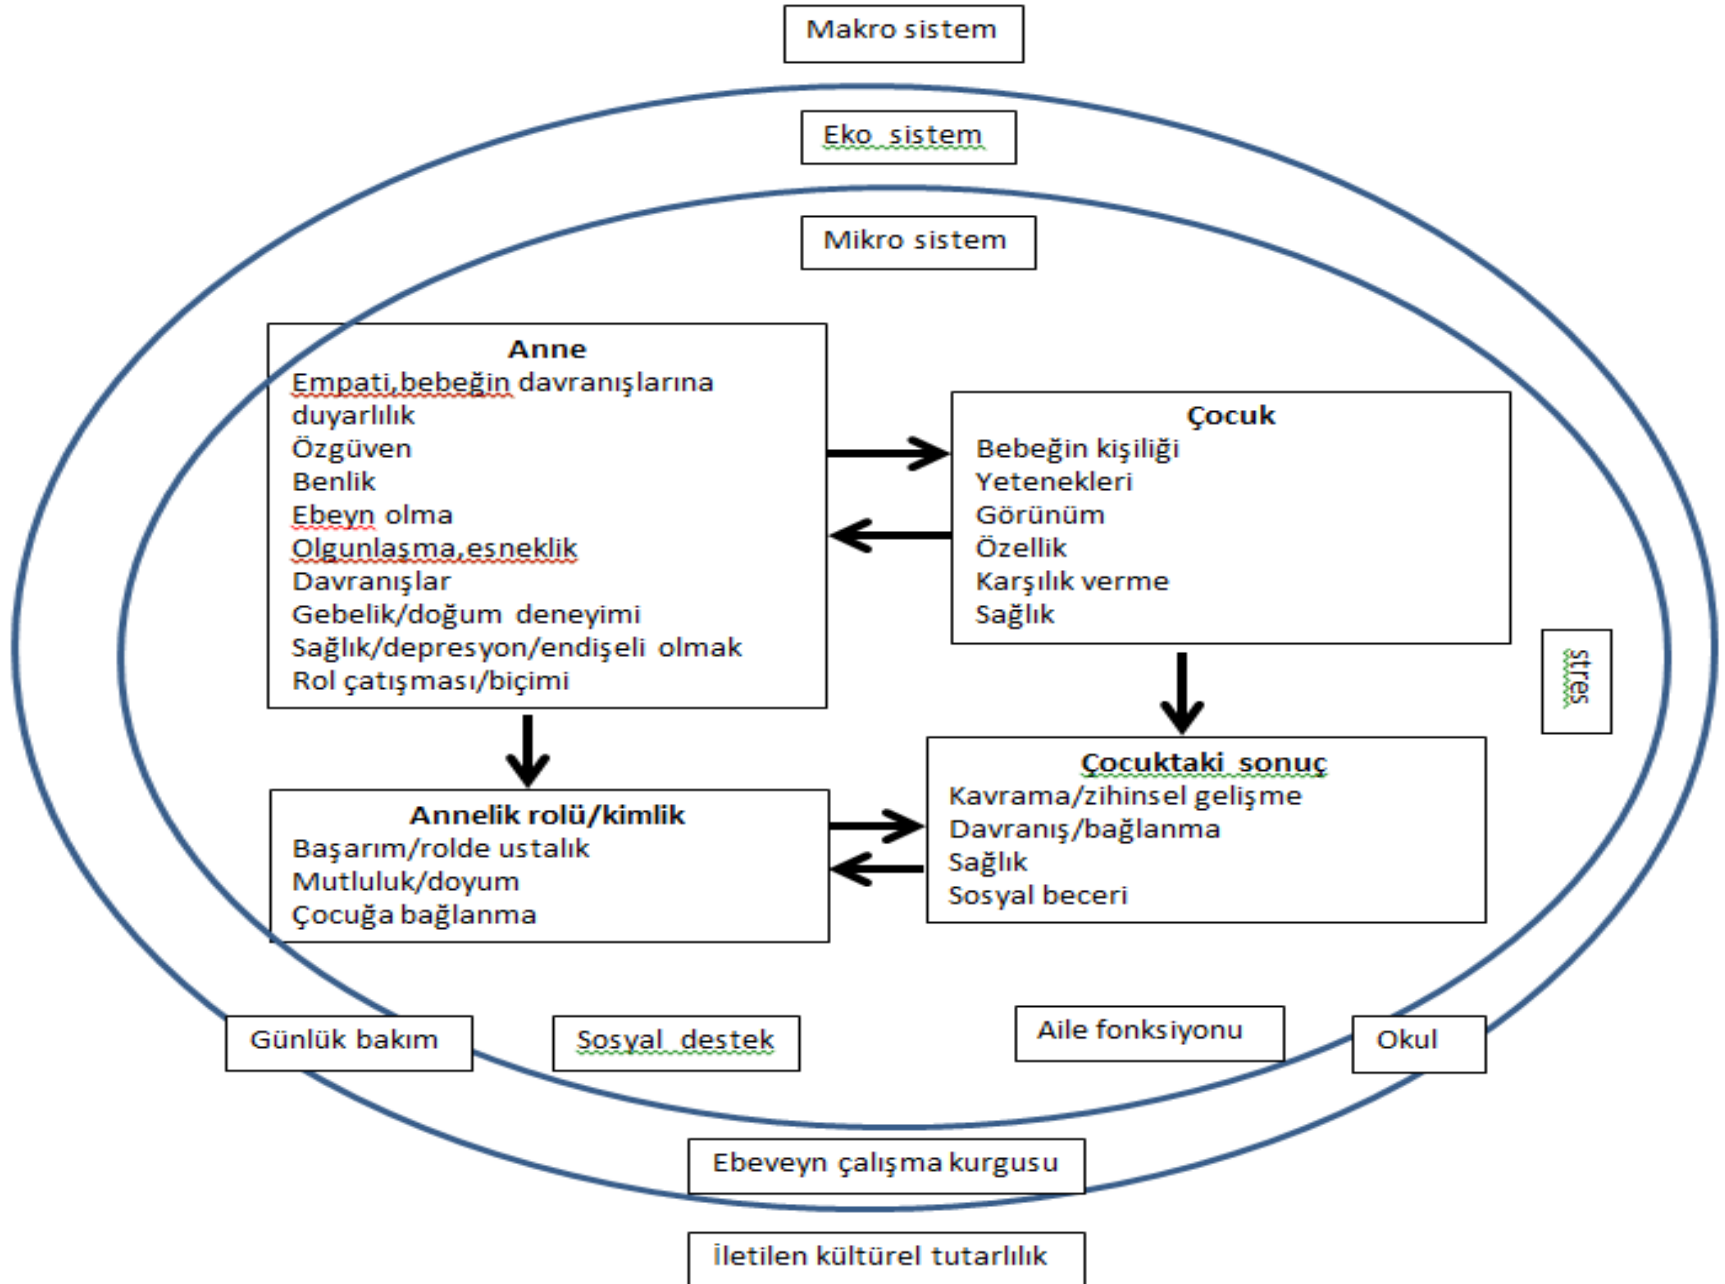 Makro sistem
Eko sistem
Mikro sistem
Anne
Empati,bebeğin davranışlarına
duyarlılık
Özgüven
Benlik
Ebeyn olma
Olgunlaşma,esneklik
Davranışlar
Gebelik/doğum deneyimi
Sağlık/depresyon/endişeli olmak
Rol çatışması/biçimi
Çocuk
Bebeğin kişiliği
Yetenekleri
Görünüm
Özellik
Karşılık verme
Sağlık
stres
Annelik rolü/kimlik
Başarım/rolde ustalık
Mutluluk/doyum
Çocuğa bağlanma
Çocuktaki sonuç
Kavrama/zihinsel gelişme
Davranış/bağlanma
Sağlık
Sosyal beceri
Günlük bakım
Sosyal destek
Aile fonksiyonu
Okul
Ebeveyn çalışma kurgusu
İletilen kültürel tutarlılık